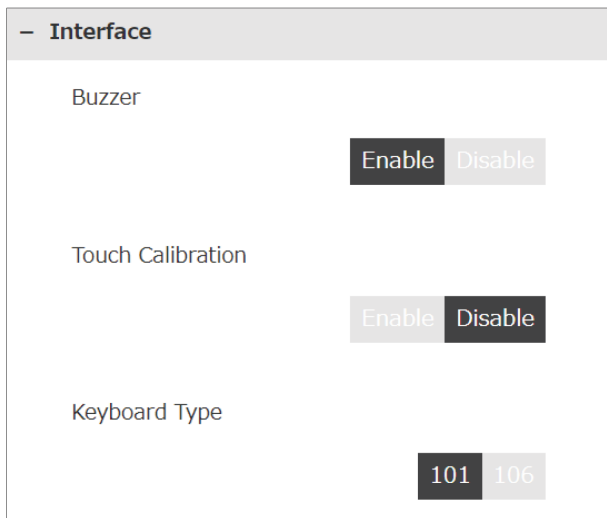 − Interface
Buzzer
Enable Disable
Touch Calibration
Enable Disable
Keyboard Type
101 106